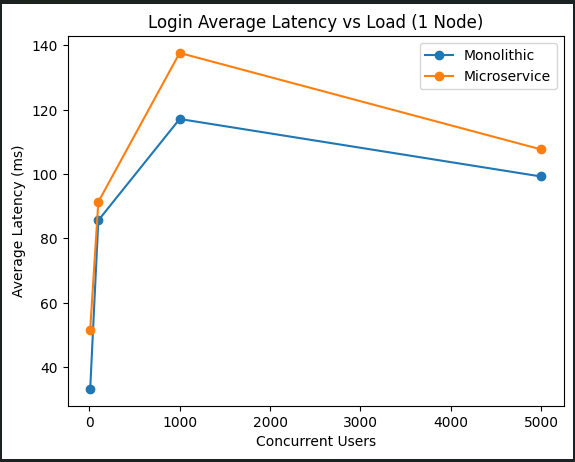 Login Average Latency vs Load (1 Node)
Monolithic
Microservice
Average Latency (ms)
140
120
100
80
60
40
0 1000 2000 3000 4000 5000
Concurrent Users